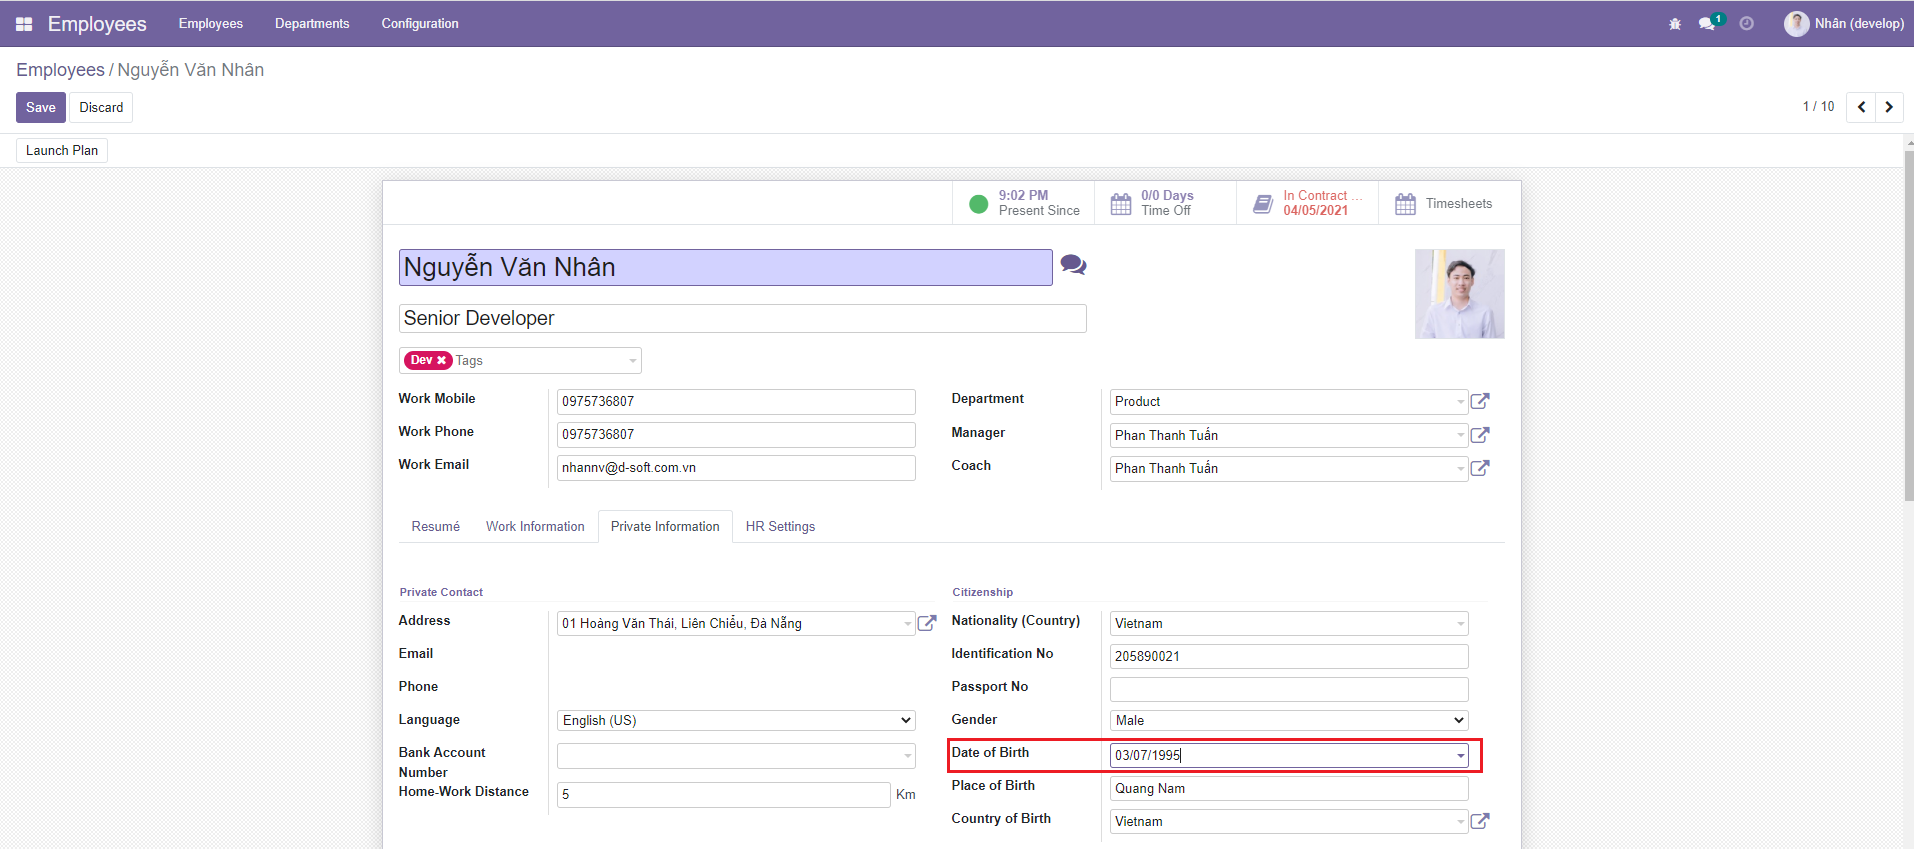 Employees Employees Departments Configuration 1 Nhân (develop)
Employees / Nguyễn Văn Nhân
Save Discard 1 / 10
Launch Plan
9:02 PM
Present Since
0/0 Days
Time Off
In Contract ...
04/05/2021
Timesheets
Nguyễn Văn Nhân
Senior Developer
Dev ✖ Tags
Work Mobile 0975736807
Work Phone 0975736807
Work Email nhannv@d-soft.com.vn
Department Product
Manager Phan Thanh Tuấn
Coach Phan Thanh Tuấn
Resumé Work Information Private Information HR Settings
Private Contact
Address 01 Hoàng Văn Thái, Liên Chiểu, Đà Nẵng
Email
Phone
Language English (US)
Bank Account
Number
Home-Work Distance 5 Km
Citizenship
Nationality (Country) Vietnam
Identification No 205890021
Passport No
Gender Male
Date of Birth 03/07/1995
Place of Birth Quang Nam
Country of Birth Vietnam